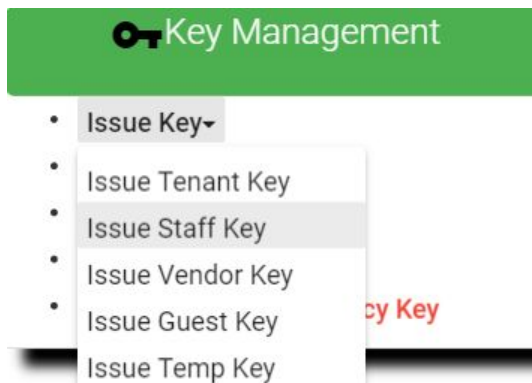 Key Management
Issue Key
Issue Tenant Key
Issue Staff Key
Issue Vendor Key
Issue Guest Key
cy Key
Issue Temp Key